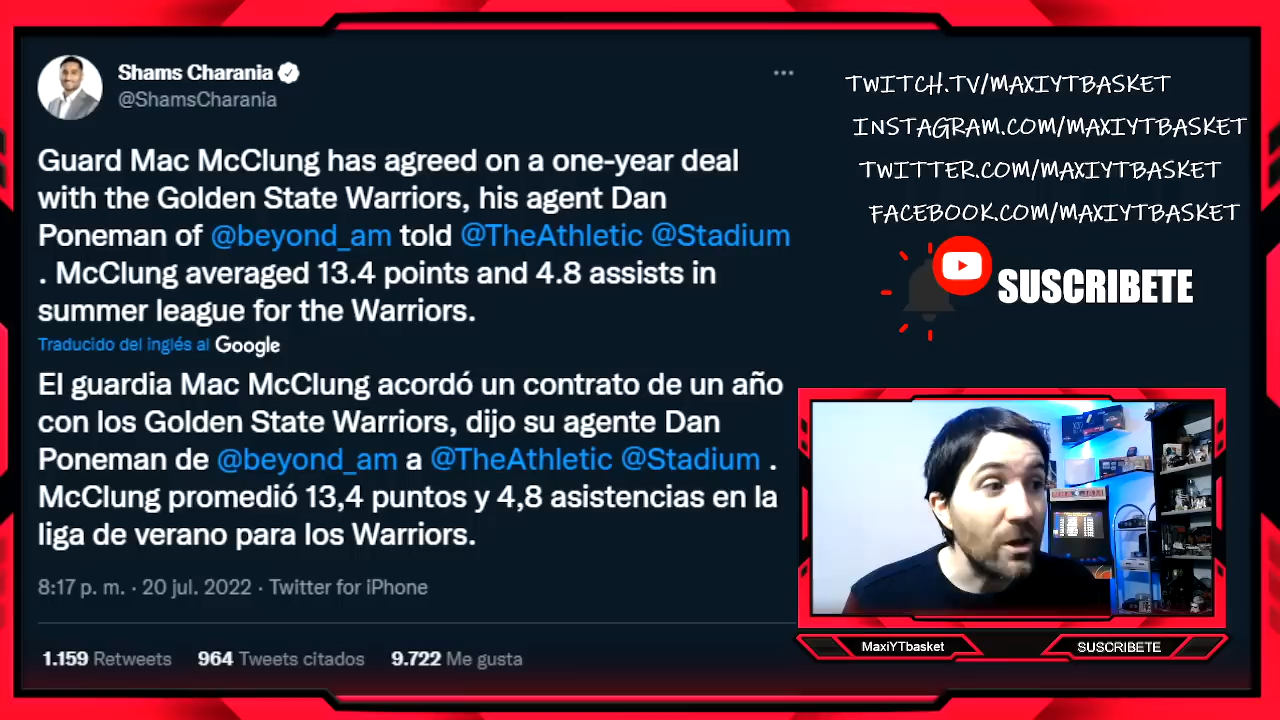 Shams Charania
@ShamsCharania
Guard Mac McClung has agreed on a one-year deal
with the Golden State Warriors, his agent Dan
Poneman of @beyond_am told @TheAthletic @Stadium
. McClung averaged 13.4 points and 4.8 assists in
summer league for the Warriors.
Traducido del inglés al Google
El guardia Mac McClung acordó un contrato de un año
con los Golden State Warriors, dijo su agente Dan
Poneman de @beyond_am a @TheAthletic @Stadium .
McClung promedió 13,4 puntos y 4,8 asistencias en la
liga de verano para los Warriors.
8:17 p. m. · 20 jul. 2022 · Twitter for iPhone
1.159 Retweets 964 Tweets citados 9.722 Me gusta
TWITCH.TV/MAXIYTBASKET
INSTAGRAM.COM/MAXIYTBASKET
TWITTER.COM/MAXIYTBASKET
FACEBOOK.COM/MAXIYTBASKET
SUSCRIBETE
MaxiYTbasket
SUSCRIBETE